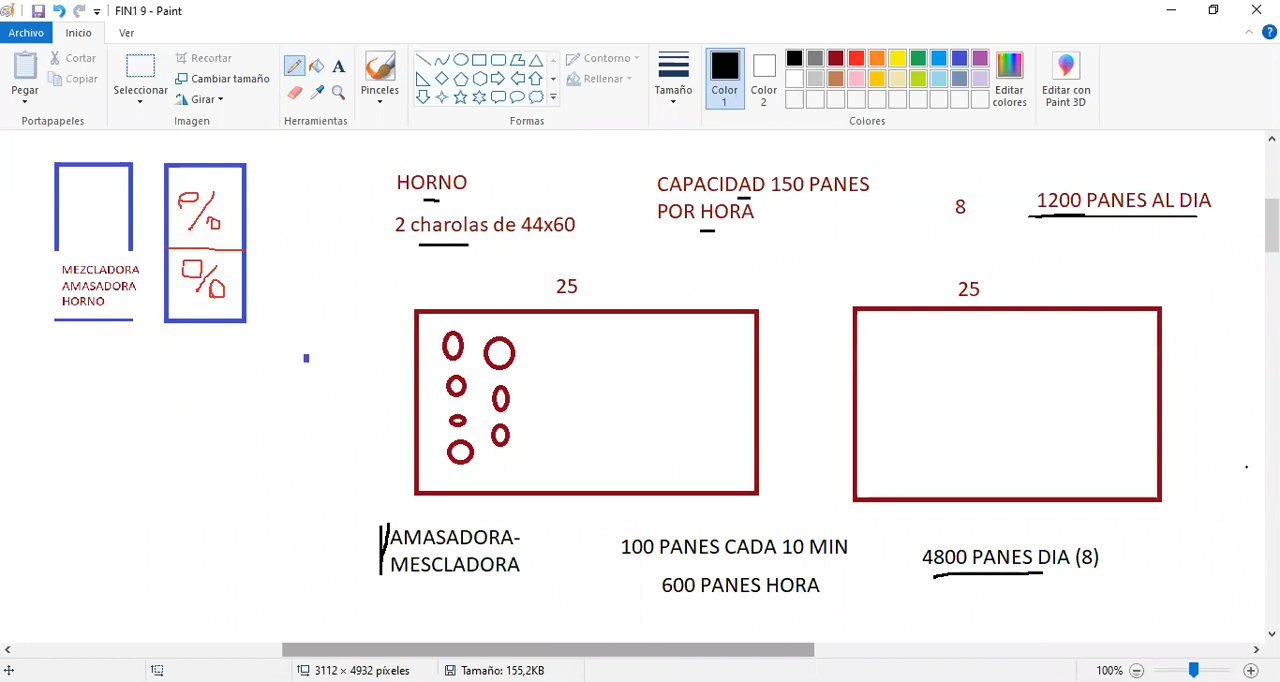 FIN1 9 - Paint
Archivo
Inicio
Ver
Pegar
Cortar
Copiar
Portapapeles
Seleccionar
Recortar
Cambiar tamaño
Girar
Imagen
A
Herramientas
Pinceles
Contorno
Rellenar
Formas
Tamaño
Color 1
Color 2
Editar colores
Colores
Editar con Paint 3D
MEZCLADORA
AMASADORA
HORNO
HORNO
2 charolas de 44x60
CAPACIDAD 150 PANES
POR HORA
8
1200 PANES AL DIA
25
25
AMASADORA-
MESCLADORA
100 PANES CADA 10 MIN
600 PANES HORA
4800 PANES DIA (8)
3112 × 4932 píxeles
Tamaño: 155,2KB
100%